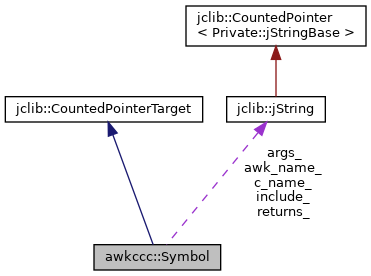 jclib::CountedPointer
< Private::jStringBase >
jclib::CountedPointerTarget
jclib::jString
args_
awk_name_
c_name_
include_
returns_
awkccc::Symbol